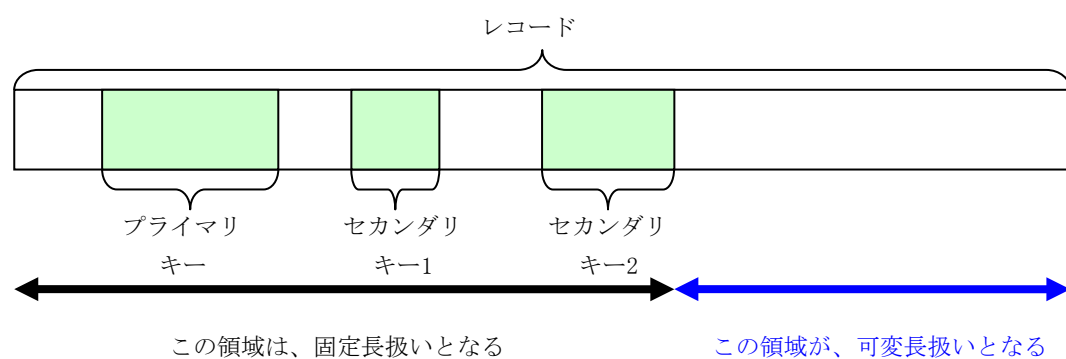 レコード
プライマリ
キー
セカンダリ
キー1
セカンダリ
キー2
この領域は、固定長扱いとなる
この領域が、可変長扱いとなる